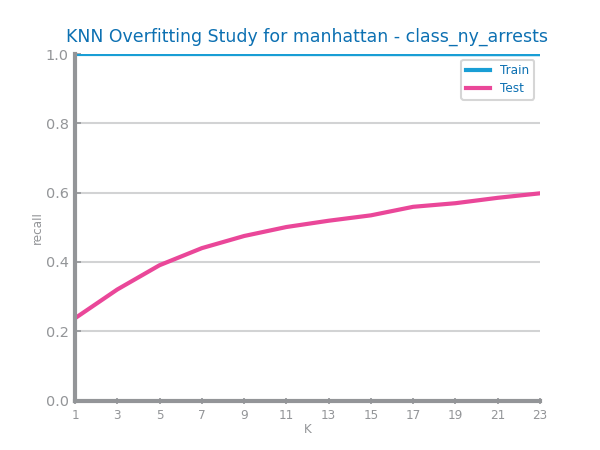 KNN Overfitting Study for manhattan - class_ny_arrests
1.0
0.8
0.6
0.4
0.2
0.0
recall
Train
Test
1 3 5 7 9 11 13 15 17 19 21 23
K